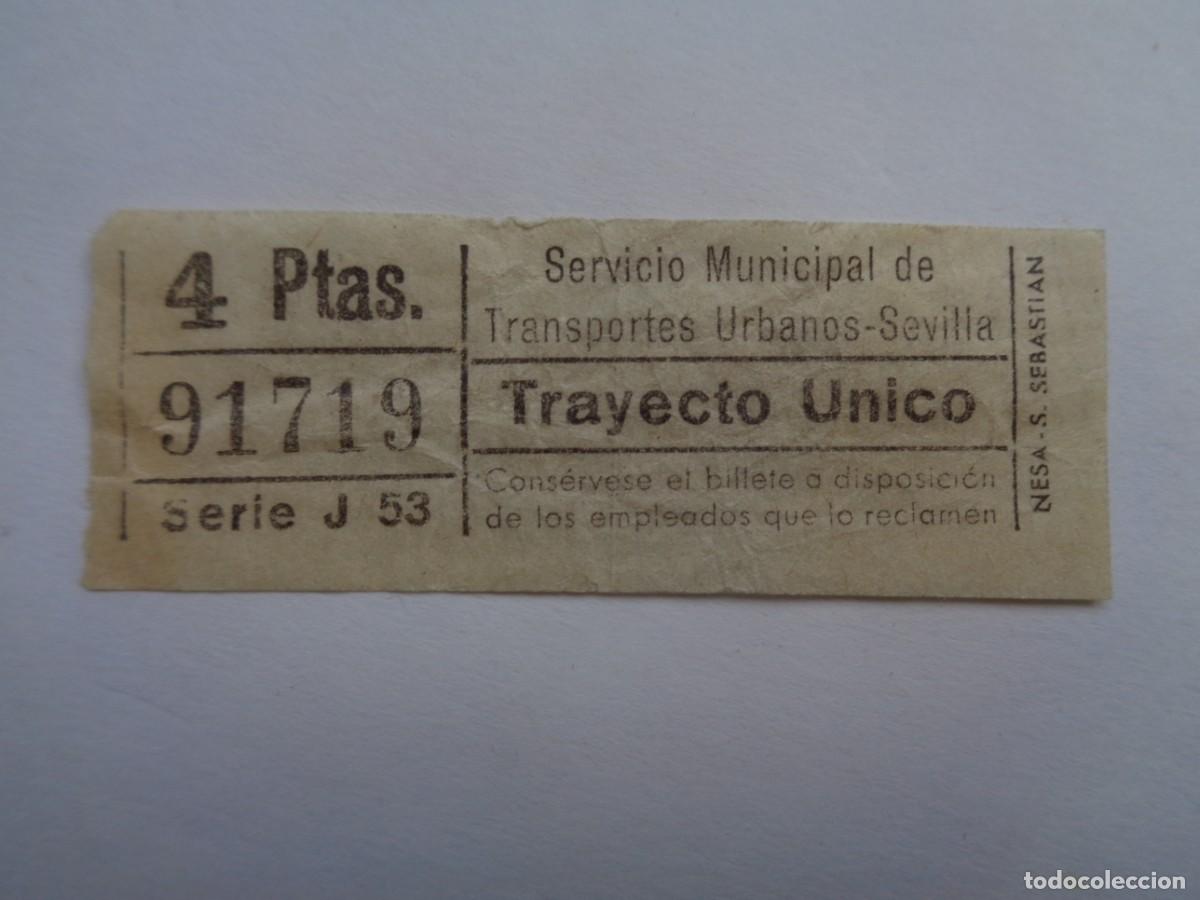 4 Ptas.
91719
Serie J 53
Servicio Municipal de
Transportes Urbanos-Sevilla
Trayecto Unico
Consérvese el billete a disposición
de los empleados que lo reclamen
NESA.-S. SEBASTIAN
todocoleccion